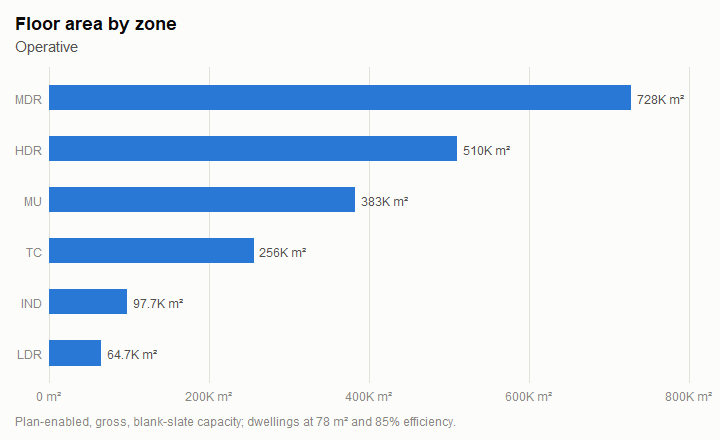 Floor area by zone
Operative
MDR 728K m²
HDR 510K m²
MU 383K m²
TC 256K m²
IND 97.7K m²
LDR 64.7K m²
0 m² 200K m² 400K m² 600K m² 800K m²
Plan-enabled, gross, blank-slate capacity; dwellings at 78 m² and 85% efficiency.